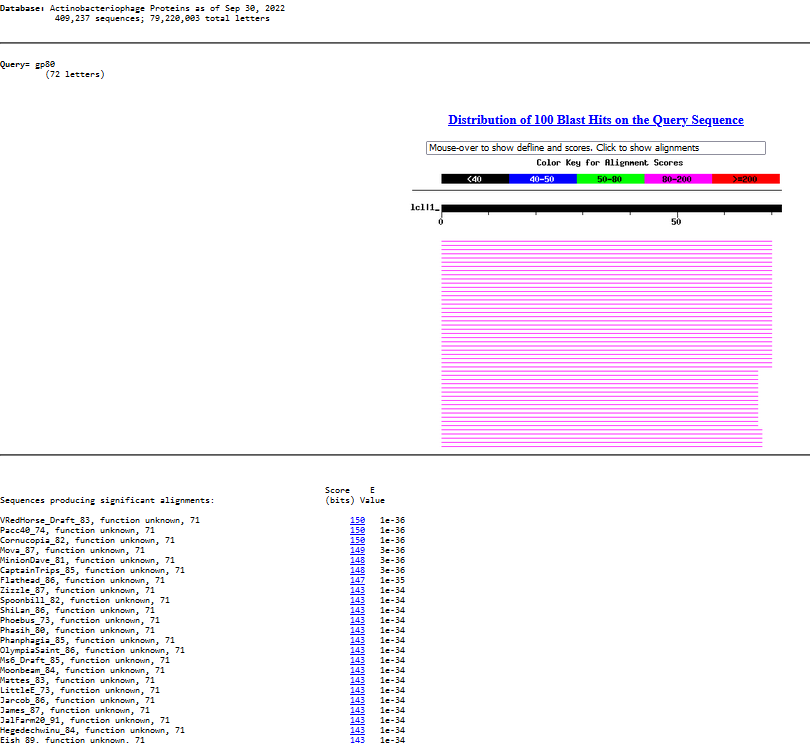 Database: Actinobacteriophage Proteins as of Sep 30, 2022
409,237 sequences; 79,220,003 total letters
Query= gp80
(72 letters)
Distribution of 100 Blast Hits on the Query Sequence
Mouse-over to show defline and scores. Click to show alignments
Color Key for Alignment Scores
<40 40-50 50-80 80-200 >=200
lcl|1_
0 50
Score E
Sequences producing significant alignments: (bits) Value
VRedHorse_Draft_83, function unknown, 71 150 1e-36
Pacc40_74, function unknown, 71 150 1e-36
Cornucopia_82, function unknown, 71 150 1e-36
Mova_87, function unknown, 71 149 3e-36
MinionDave_81, function unknown, 71 148 3e-36
CaptainTrips_85, function unknown, 71 148 3e-36
Flathead_86, function unknown, 71 147 1e-35
Zizzle_87, function unknown, 71 143 1e-34
Spoonbill_82, function unknown, 71 143 1e-34
ShiLan_86, function unknown, 71 143 1e-34
Phoebus_73, function unknown, 71 143 1e-34
Phasih_80, function unknown, 71 143 1e-34
Phanphagia_85, function unknown, 71 143 1e-34
OlympiaSaint_86, function unknown, 71 143 1e-34
Ms6_Draft_85, function unknown, 71 143 1e-34
Moonbeam_84, function unknown, 71 143 1e-34
Mattes_83, function unknown, 71 143 1e-34
LittleE_73, function unknown, 71 143 1e-34
Jarcob_86, function unknown, 71 143 1e-34
James_87, function unknown, 71 143 1e-34
JalFarm20_91, function unknown, 71 143 1e-34
Hegedechwinu_84, function unknown, 71 143 1e-34
Eish_89, function unknown, 71 143 1e-34